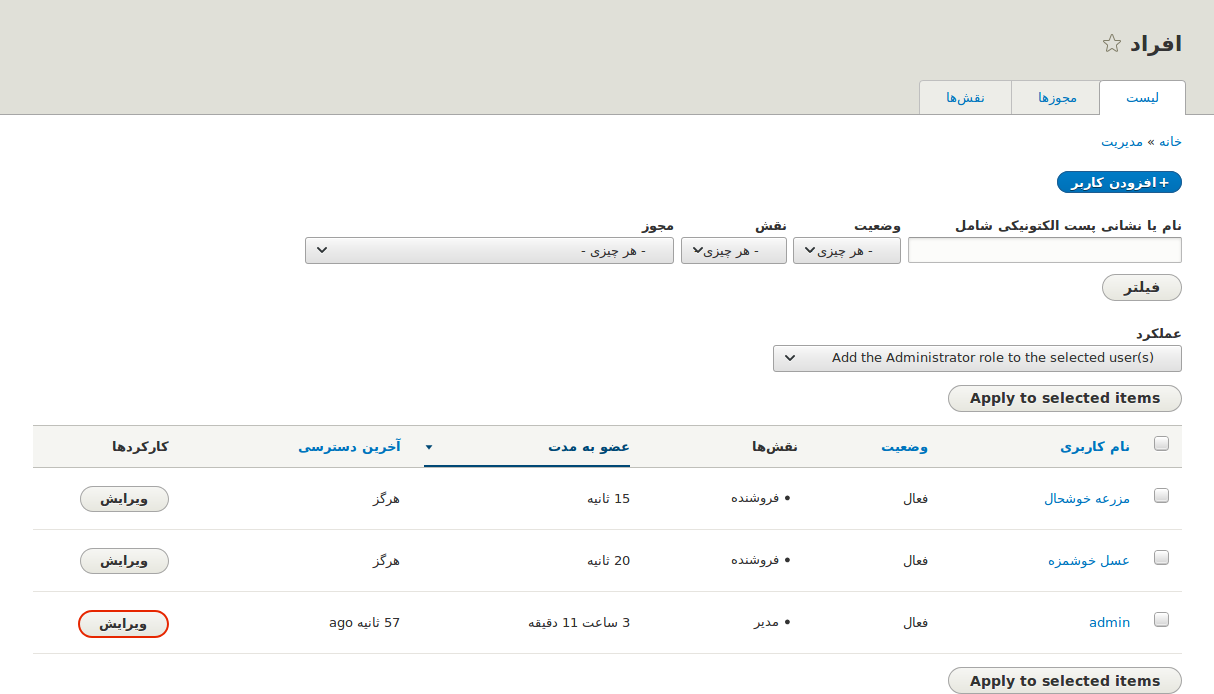 افراد
لیست مجوزها نقش‌ها
خانه » مدیریت
+افزودن کاربر
نام یا نشانی پست الکتونیکی شامل وضعیت نقش مجوز
- هر چیزی - - هر چیزی - - هر چیزی -
فیلتر
عملکرد
Add the Administrator role to the selected user(s)
Apply to selected items
نام کاربری وضعیت نقش‌ها عضو به مدت آخرین دسترسی کارکردها
مزرعه خوشحال فعال • فروشنده 15 ثانیه هرگز ویرایش
عسل خوشمزه فعال • فروشنده 20 ثانیه هرگز ویرایش
admin فعال • مدیر 3 ساعت 11 دقیقه 57 ثانیه ago ویرایش
Apply to selected items